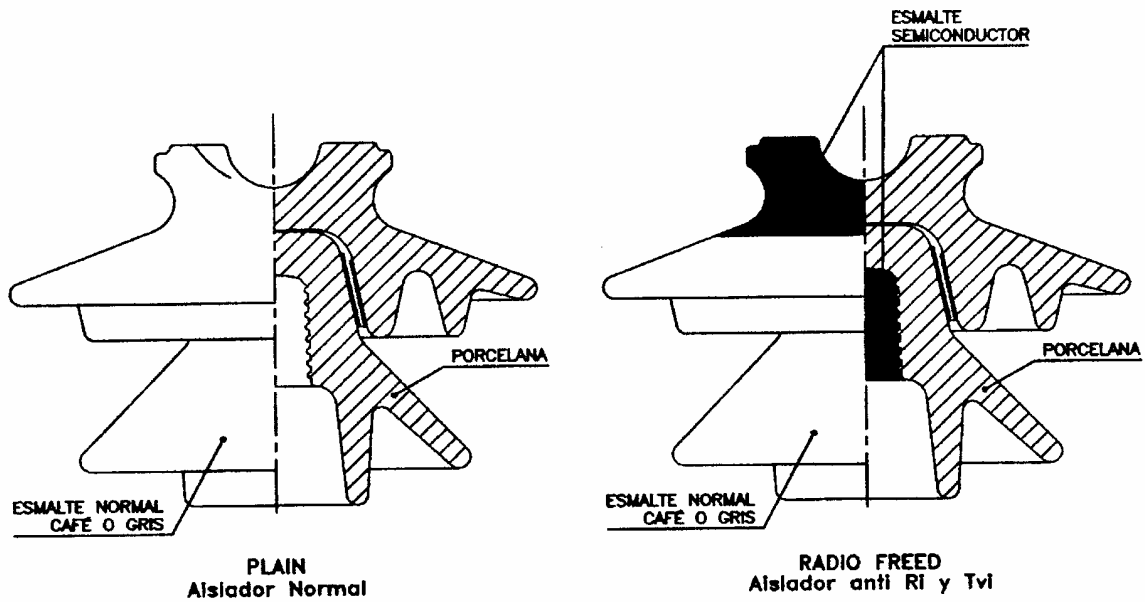 ESMALTE
SEMICONDUCTOR
PORCELANA
PORCELANA
ESMALTE NORMAL
CAFÉ O GRIS
ESMALTE NORMAL
CAFÉ O GRIS
PLAIN
Aislador Normal
RADIO FREED
Aislador anti Ri y Tvi